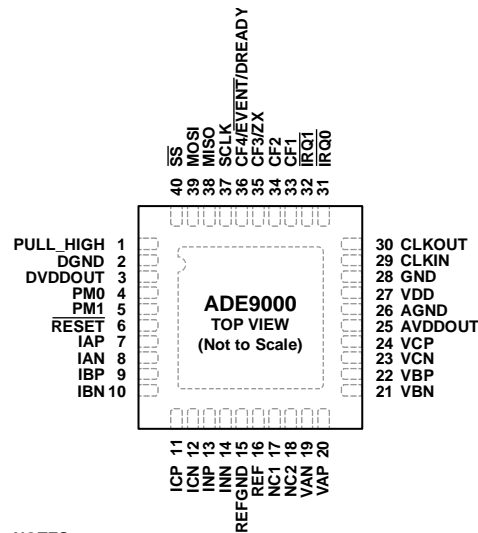 40 SS
39 MOSI
38 MISO
37 SCLK
36 CF4/EVENT/DREADY
35 CF3/ZX
34 CF2
33 CF1
32 IRQ1
31 IRQ0
PULL_HIGH 1
DGND 2
DVDDOUT 3
PM0 4
PM1 5
RESET 6
IAP 7
IAN 8
IBP 9
IBN 10
ADE9000
TOP VIEW
(Not to Scale)
30 CLKOUT
29 CLKIN
28 GND
27 VDD
26 AGND
25 AVDDOUT
24 VCP
23 VCN
22 VBP
21 VBN
ICP 11
ICN 12
INP 13
INN 14
REFGND 15
REF 16
NC1 17
NC2 18
VAN 19
VAP 20